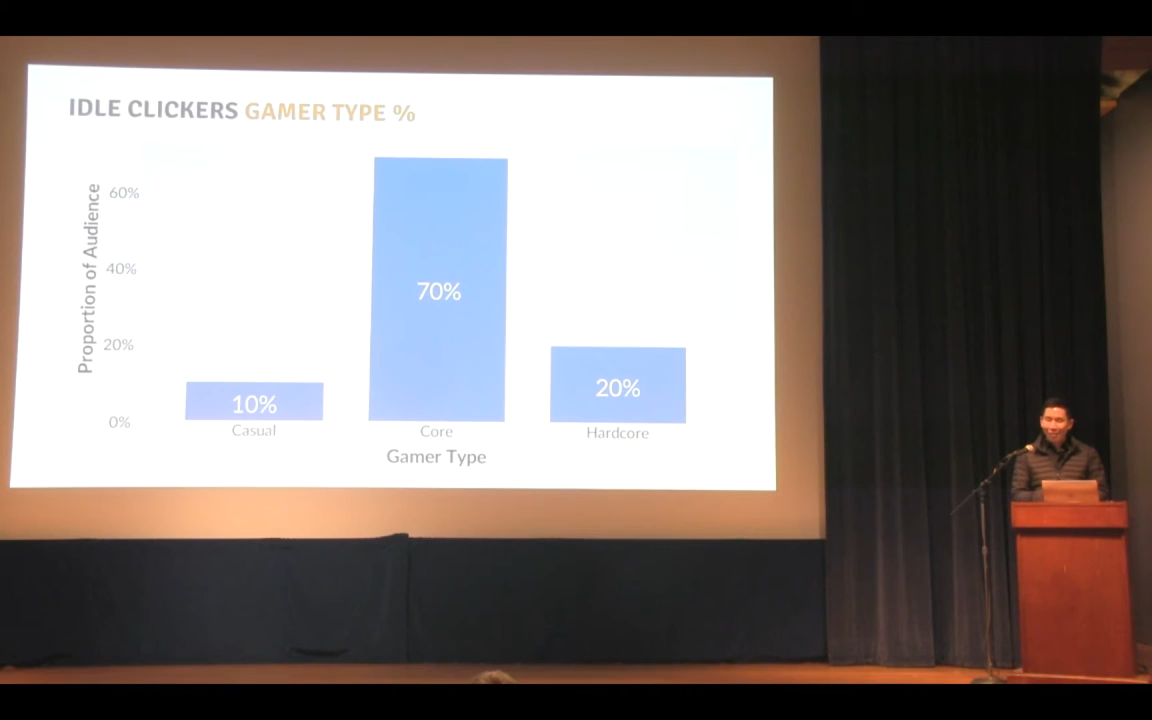 IDLE CLICKERS GAMER TYPE %
Proportion of Audience
60%
40%
20%
0%
70%
10%
20%
Casual
Core
Hardcore
Gamer Type